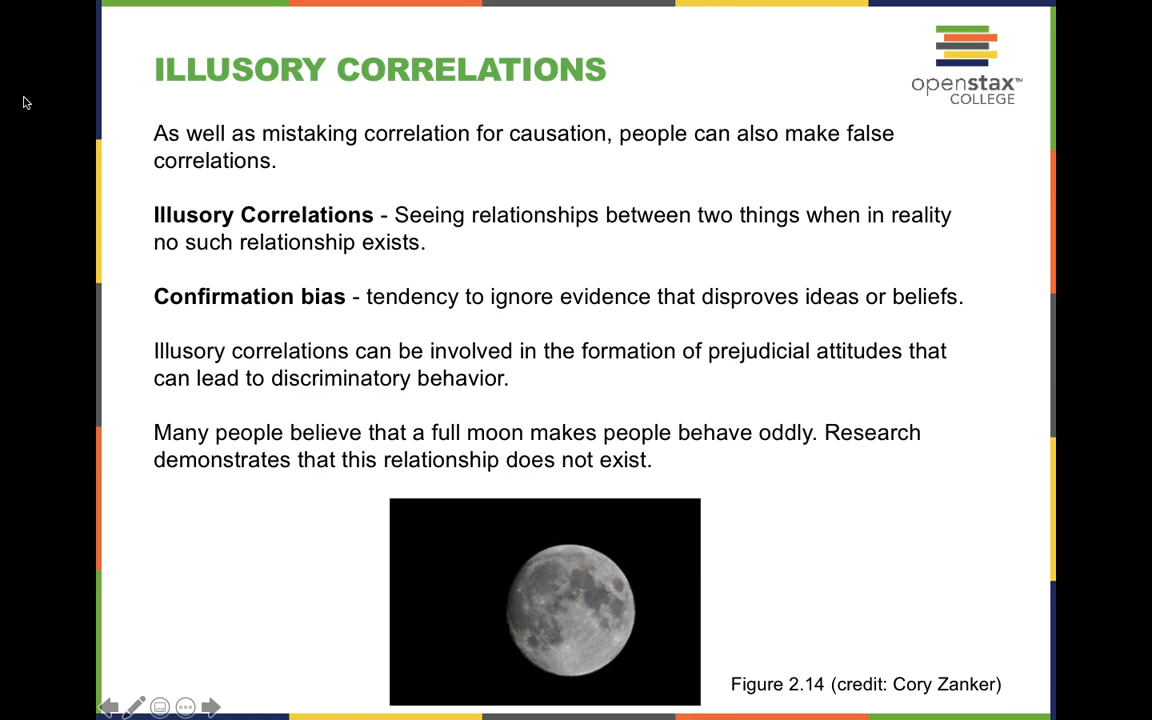 ILLUSORY CORRELATIONS
openstax™
COLLEGE
As well as mistaking correlation for causation, people can also make false
correlations.
Illusory Correlations - Seeing relationships between two things when in reality
no such relationship exists.
Confirmation bias - tendency to ignore evidence that disproves ideas or beliefs.
Illusory correlations can be involved in the formation of prejudicial attitudes that
can lead to discriminatory behavior.
Many people believe that a full moon makes people behave oddly. Research
demonstrates that this relationship does not exist.
Figure 2.14 (credit: Cory Zanker)